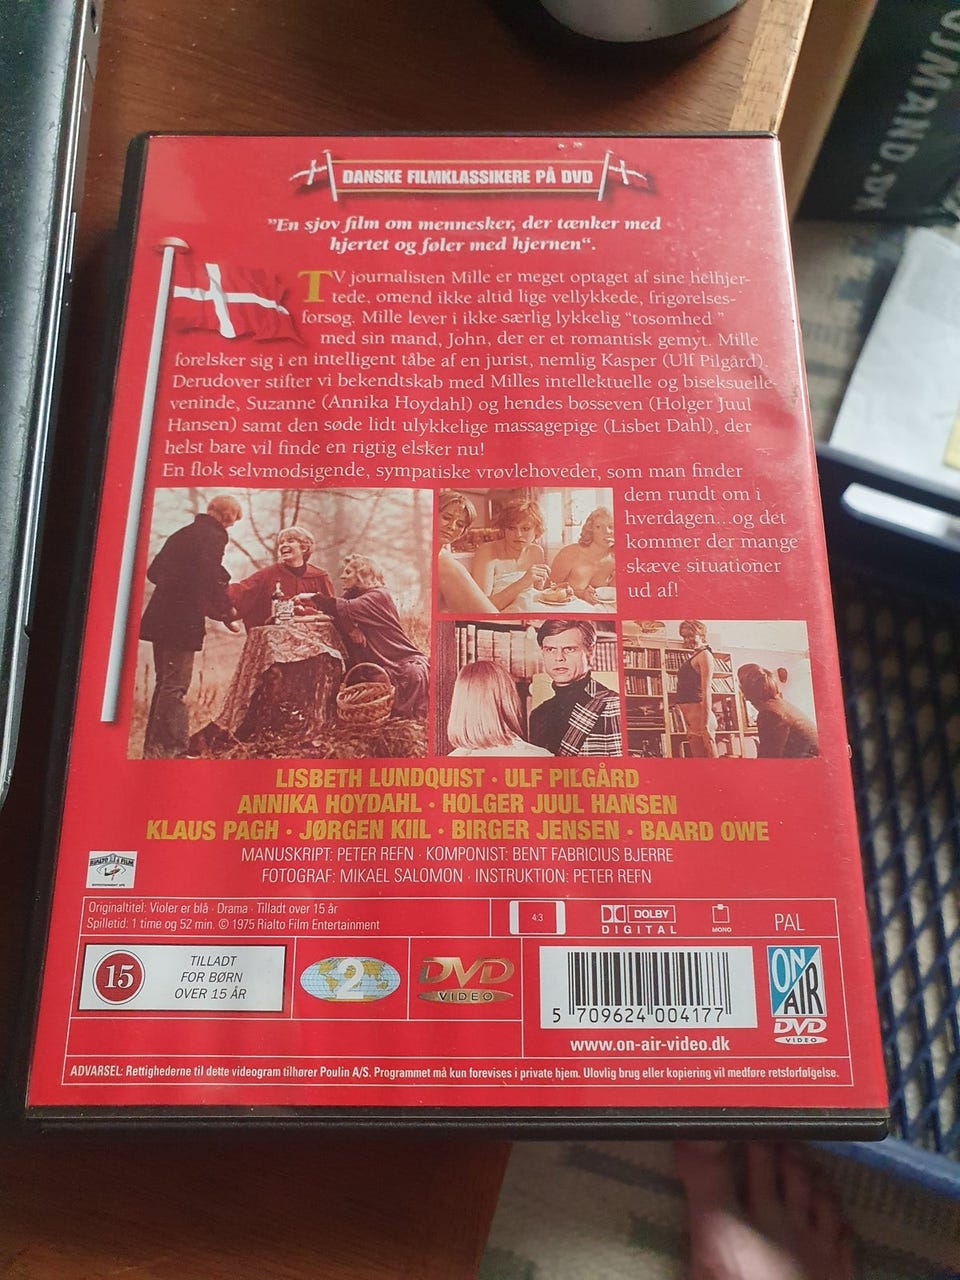 OJMAND.DK
DANSKE FILMKLASSIKERE PÅ DVD
"En sjov film om mennesker, der tænker med
hjertet og føler med hjernen".
TV journalisten Mille er meget optaget af sine helhjer-
tede, omend ikke altid lige vellykkede, frigørelses-
forsøg. Mille lever i ikke særlig lykkelig "tosomhed"
med sin mand, John, der er et romantisk gemyt. Mille
forelsker sig i en intelligent tåbe af en jurist, nemlig Kasper (Ulf Pilgård).
Derudover stifter vi bekendtskab med Milles intellektuelle og biseksuelle-
veninde, Suzanne (Annika Hoydahl) og hendes bøsseven (Holger Juul
Hansen) samt den søde lidt ulykkelige massagepige (Lisbet Dahl), der
helst bare vil finde en rigtig elsker nu!
En flok selvmodsigende, sympatiske vrøvlehoveder, som man finder
dem rundt om i
hverdagen...og det
kommer der mange
skæve situationer
ud af!
LISBETH LUNDQUIST · ULF PILGÅRD
ANNIKA HOYDAHL · HOLGER JUUL HANSEN
KLAUS PAGH · JØRGEN KIIL · BIRGER JENSEN · BAARD OWE
MANUSKRIPT: PETER REFN · KOMPONIST: BENT FABRICIUS BJERRE
FOTOGRAF: MIKAEL SALOMON · INSTRUKTION: PETER REFN
RIALTO FILM
ENTERTAINMENT APS
Originaltitel: Violer er blå · Drama · Tilladt over 15 år
Spilletid: 1 time og 52 min. © 1975 Rialto Film Entertainment
4:3
DOLBY
DIGITAL
MONO
PAL
15
TILLADT
FOR BØRN
OVER 15 ÅR
2
DVD
VIDEO
5 709624 004177
www.on-air-video.dk
ON
AIR
DVD
VIDEO
ADVARSEL: Rettighederne til dette videogram tilhører Poulin A/S. Programmet må kun forevises i private hjem. Ulovlig brug eller kopiering vil medføre retsforfølgelse.